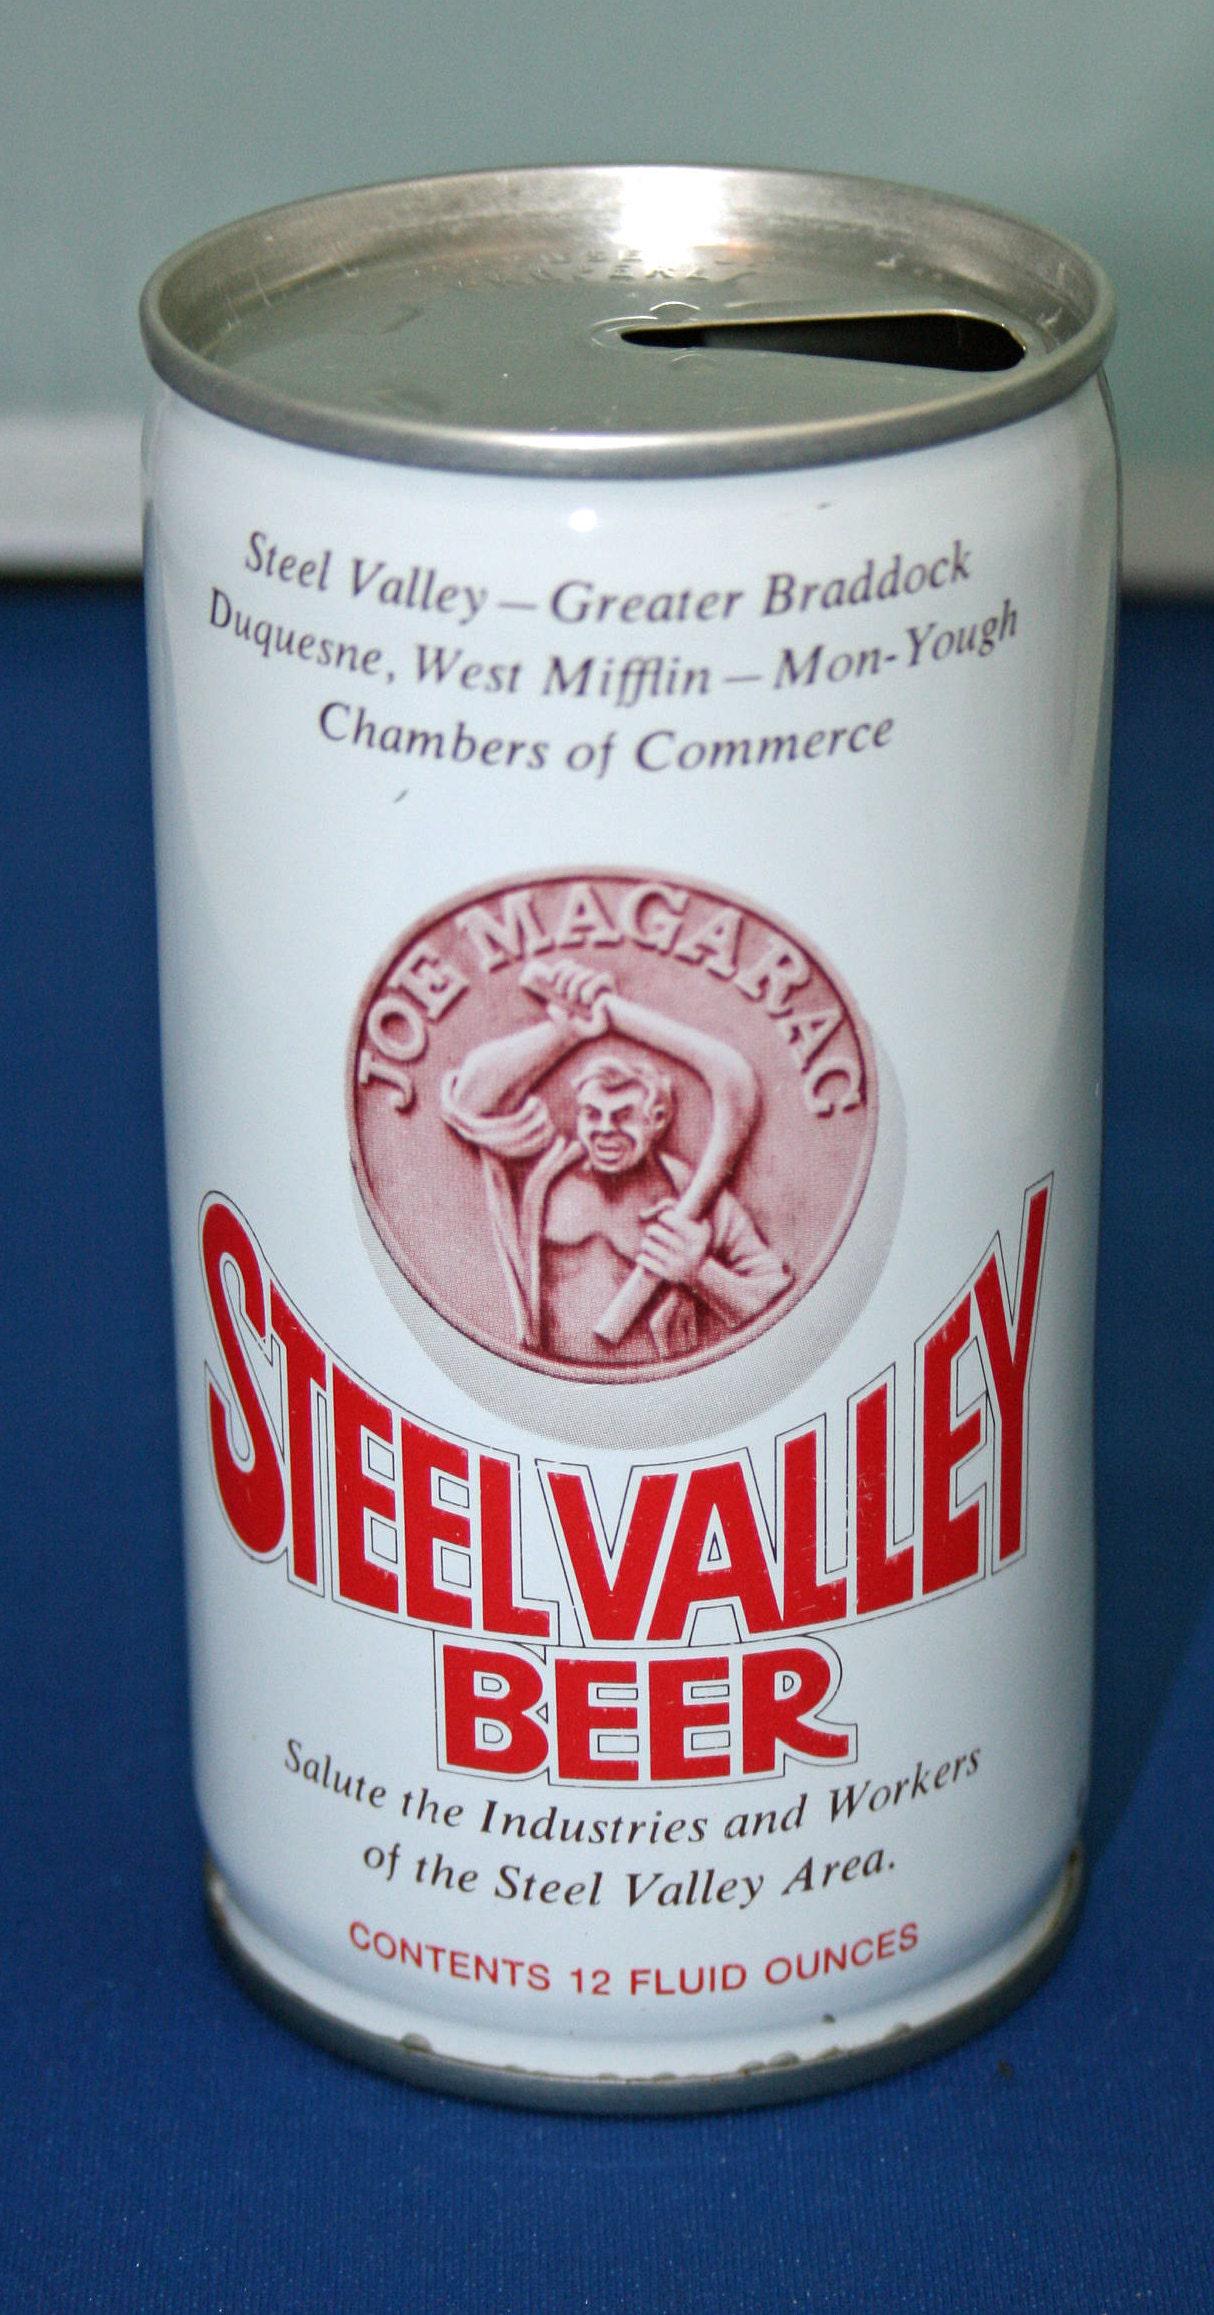 Steel Valley — Greater Braddock
Duquesne, West Mifflin — Mon-Yough
Chambers of Commerce
JOE MAGARAC
STEELVALLEY
BEER
Salute the Industries and Workers
of the Steel Valley Area.
CONTENTS 12 FLUID OUNCES